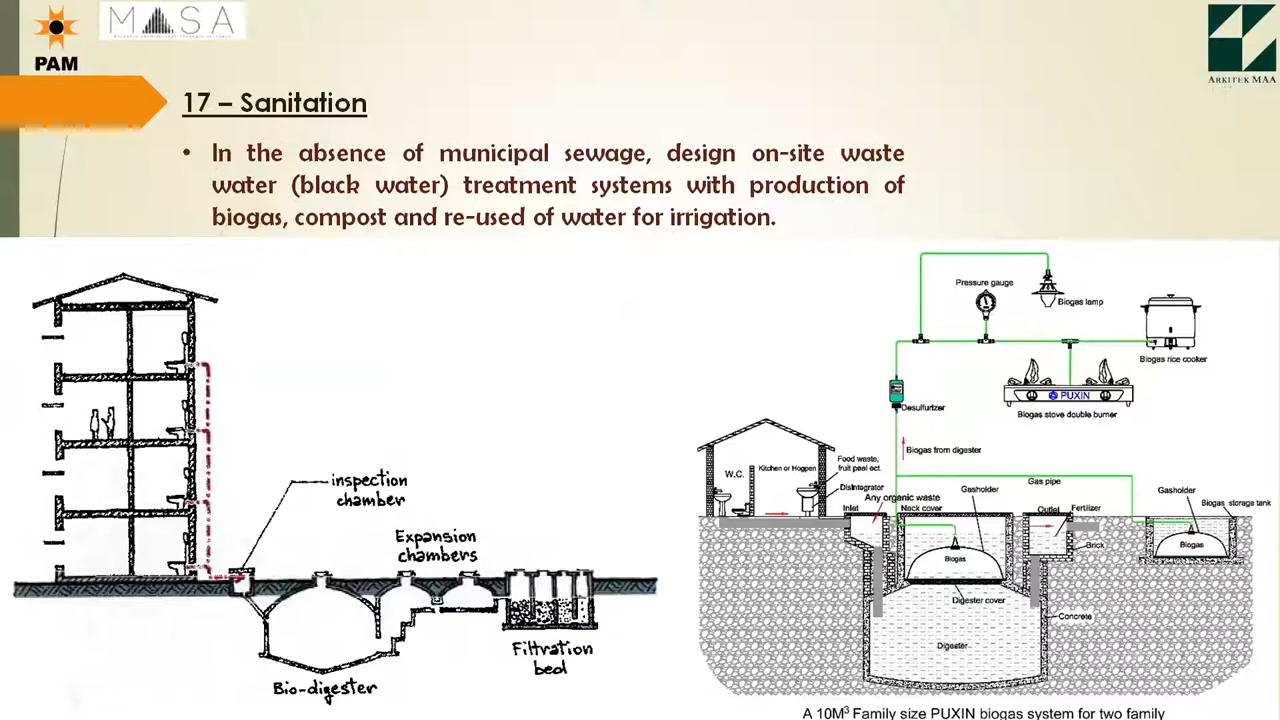 MASA
PAM
ARKITEK MAA
17 – Sanitation
• In the absence of municipal sewage, design on-site waste
water (black water) treatment systems with production of
biogas, compost and re-used of water for irrigation.
inspection
chamber
Expansion
chambers
Filtration
bed
Bio-digester
Pressure gauge
Biogas lamp
Biogas rice cooker
PUXIN
Biogas stove double burner
Desulfurizer
Biogas from digester
Food waste,
fruit peel ect.
W.C.
Kitchen or Hogpen
Disintegrator
Any organic waste
Inlet
Neck cover
Gasholder
Gas pipe
Outlet
Fertilizer
Gasholder
Biogas storage tank
Brick
Biogas
Biogas
Digester cover
Concrete
Digester
A 10M³ Family size PUXIN biogas system for two family